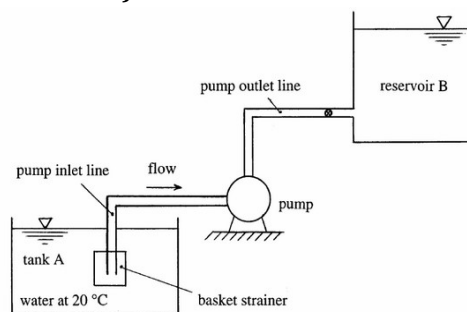 reservoir B
pump outlet line
flow
pump inlet line
pump
tank A
water at 20 °C
basket strainer